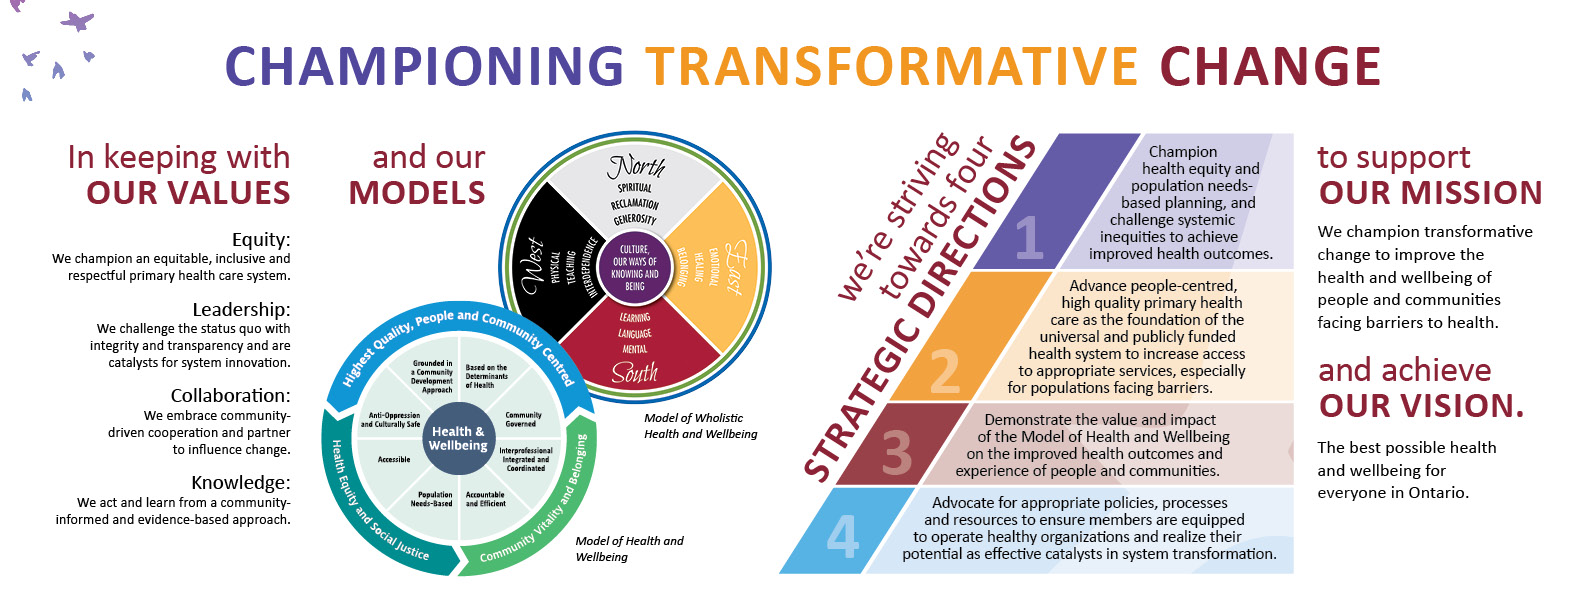 CHAMPIONING TRANSFORMATIVE CHANGE
In keeping with
OUR VALUES
Equity:
We champion an equitable, inclusive and
respectful primary health care system.
Leadership:
We challenge the status quo with
integrity and transparency and are
catalysts for system innovation.
Collaboration:
We embrace community-
driven cooperation and partner
to influence change.
Knowledge:
We act and learn from a community-
informed and evidence-based approach.
and our
MODELS
North
SPIRITUAL
RECLAMATION
GENEROSITY
East
EMOTIONAL
HEALING
BELONGING
South
MENTAL
LANGUAGE
LEARNING
West
PHYSICAL
TEACHING
INTERDEPENDENCE
CULTURE,
OUR WAYS OF
KNOWING AND
BEING
Model of Wholistic
Health and Wellbeing
Highest Quality, People and Community Centred
Community Vitality and Belonging
Health Equity and Social Justice
Grounded in
a Community
Development
Approach
Based on the
Determinants
of Health
Community
Governed
Interprofessional
Integrated and
Coordinated
Accountable
and Efficient
Population
Needs-Based
Accessible
Anti-Oppression
and Culturally Safe
Health &
Wellbeing
Model of Health and
Wellbeing
we're striving
towards four
STRATEGIC DIRECTIONS
1
Champion
health equity and
population needs-
based planning, and
challenge systemic
inequities to achieve
improved health outcomes.
2
Advance people-centred,
high quality primary health
care as the foundation of the
universal and publicly funded
health system to increase access
to appropriate services, especially
for populations facing barriers.
3
Demonstrate the value and impact
of the Model of Health and Wellbeing
on the improved health outcomes and
experience of people and communities.
4
Advocate for appropriate policies, processes
and resources to ensure members are equipped
to operate healthy organizations and realize their
potential as effective catalysts in system transformation.
to support
OUR MISSION
We champion transformative
change to improve the
health and wellbeing of
people and communities
facing barriers to health.
and achieve
OUR VISION.
The best possible health
and wellbeing for
everyone in Ontario.